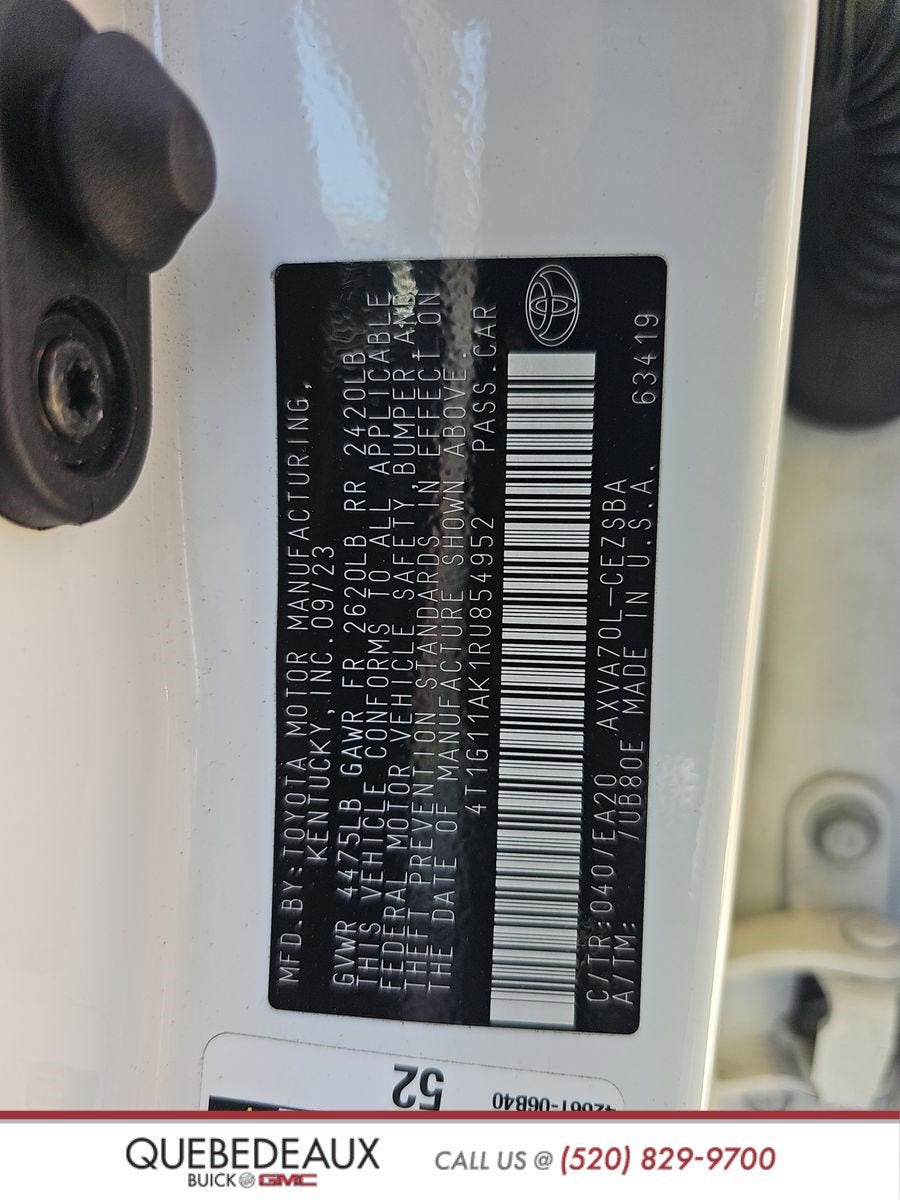 MFD.BY:TOYOTA MOTOR MANUFACTURING,
KENTUCKY,INC.09/23
GVWR 4475LB GAWR FR 2620LB RR 2420LB
THIS VEHICLE CONFORMS TO ALL APPLICABLE
FEDERAL MOTOR VEHICLE SAFETY,BUMPER,AND
THEFT PREVENTION STANDARDS IN EFFECT ON
THE DATE OF MANUFACTURE SHOWN ABOVE.
4T1G11AK1RU854952 PASS.CAR
C/TR:040/EA20 AXVA70L-CEZSBA
A/TM: /UB80E MADE IN U.S.A. 63419
52
42061-06B40
QUEBEDEAUX
BUICK GMC
CALL US @ (520) 829-9700